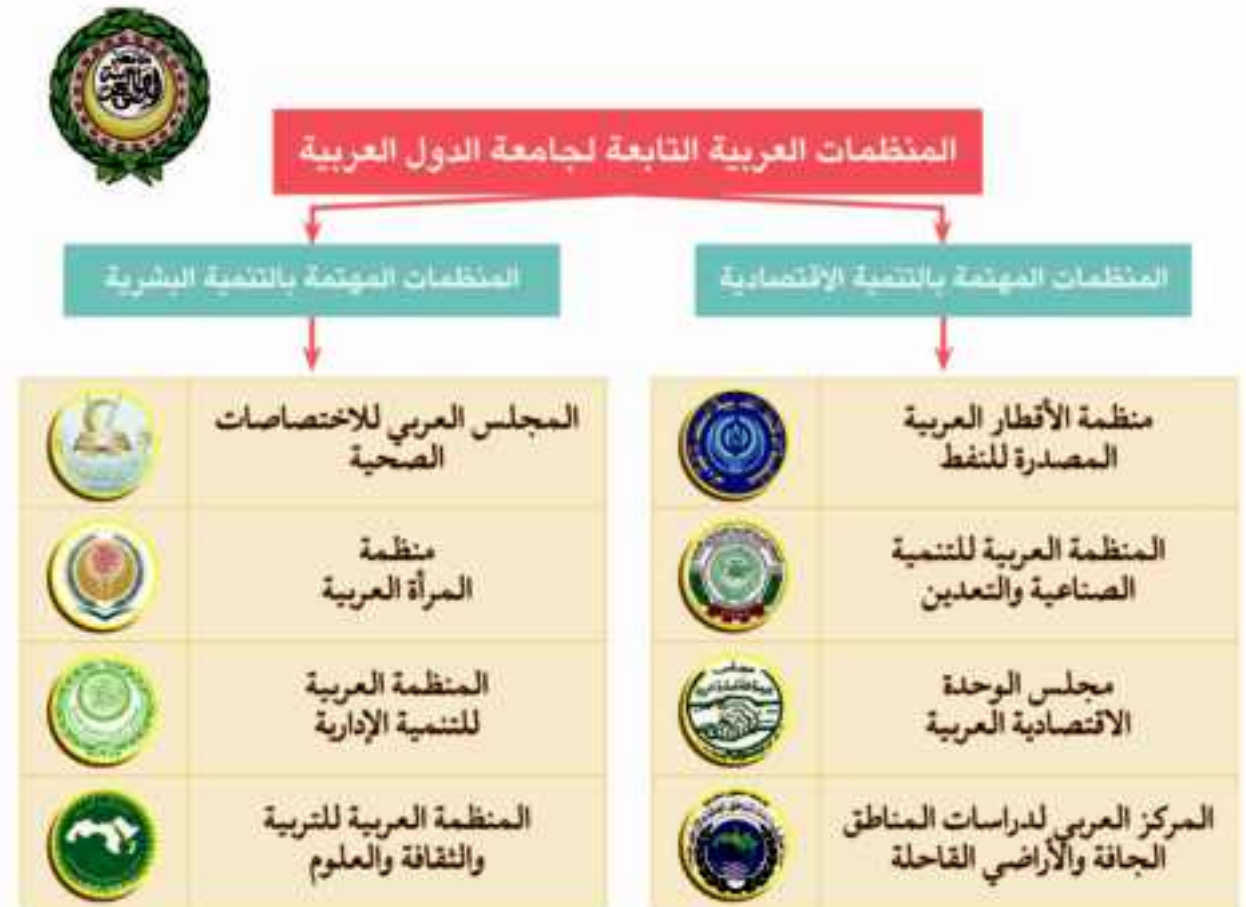 المنظمات العربية التابعة لجامعة الدول العربية
المنظمات المهتمة بالتنمية الاقتصادية
منظمة الأقطار العربية
المصدرة للنفط
المنظمة العربية للتنمية
الصناعية والتعدين
مجلس الوحدة
الاقتصادية العربية
المركز العربي لدراسات المناطق
الجافة والأراضي القاحلة
المنظمات المهتمة بالتنمية البشرية
المجلس العربي للاختصاصات
الصحية
منظمة
المرأة العربية
المنظمة العربية
للتنمية الإدارية
المنظمة العربية للتربية
والثقافة والعلوم